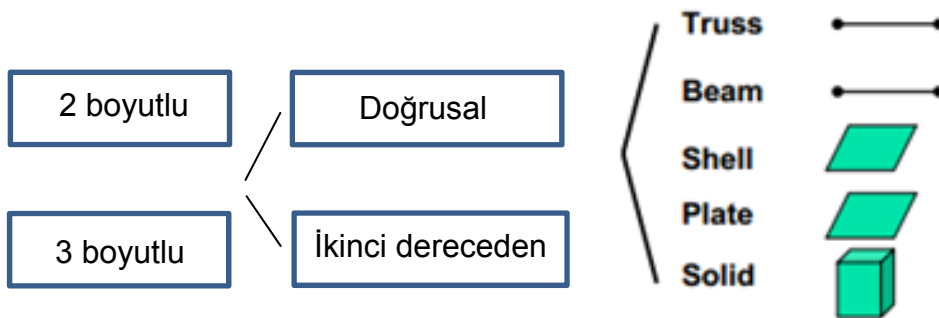 2 boyutlu
3 boyutlu
Doğrusal
İkinci dereceden
Truss
Beam
Shell
Plate
Solid